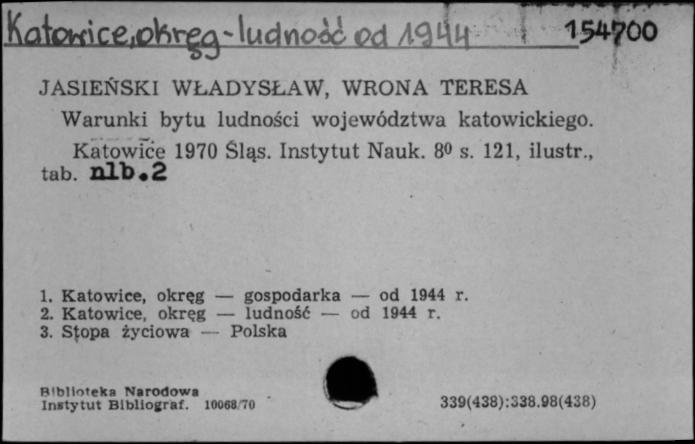 Katowice, okręg - ludność od 1944 154700
JASIEŃSKI WŁADYSŁAW, WRONA TERESA
Warunki bytu ludności województwa katowickiego.
Katowice 1970 Śląs. Instytut Nauk. 8⁰ s. 121, ilustr.,
tab. nlb.2
1. Katowice, okręg — gospodarka — od 1944 r.
2. Katowice, okręg — ludność — od 1944 r.
3. Stopa życiowa — Polska
Biblioteka Narodowa
Instytut Bibliograf. 10068/70 339(438):338.98(438)